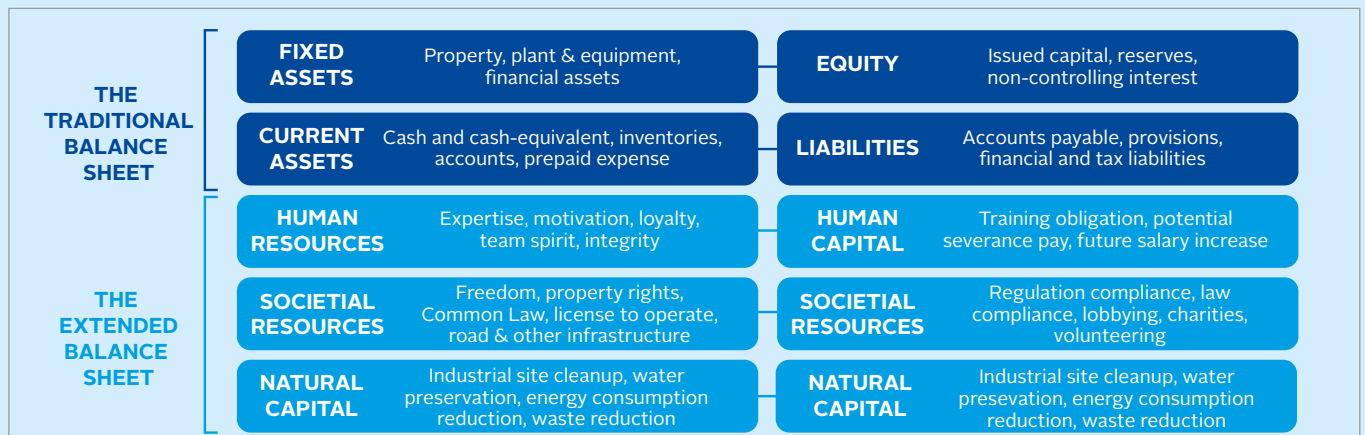 THE
TRADITIONAL
BALANCE
SHEET
FIXED
ASSETS
Property, plant & equipment,
financial assets
EQUITY
Issued capital, reserves,
non-controlling interest
CURRENT
ASSETS
Cash and cash-equivalent, inventories,
accounts, prepaid expense
LIABILITIES
Accounts payable, provisions,
financial and tax liabilities
THE
EXTENDED
BALANCE
SHEET
HUMAN
RESOURCES
Expertise, motivation, loyalty,
team spirit, integrity
HUMAN
CAPITAL
Training obligation, potential
severance pay, future salary increase
SOCIETIAL
RESOURCES
Freedom, property rights,
Common Law, license to operate,
road & other infrastructure
SOCIETIAL
RESOURCES
Regulation compliance, law
compliance, lobbying, charities,
volunteering
NATURAL
CAPITAL
Industrial site cleanup, water
preservation, energy consumption
reduction, waste reduction
NATURAL
CAPITAL
Industrial site cleanup, water
presevation, energy consumption
reduction, waste reduction